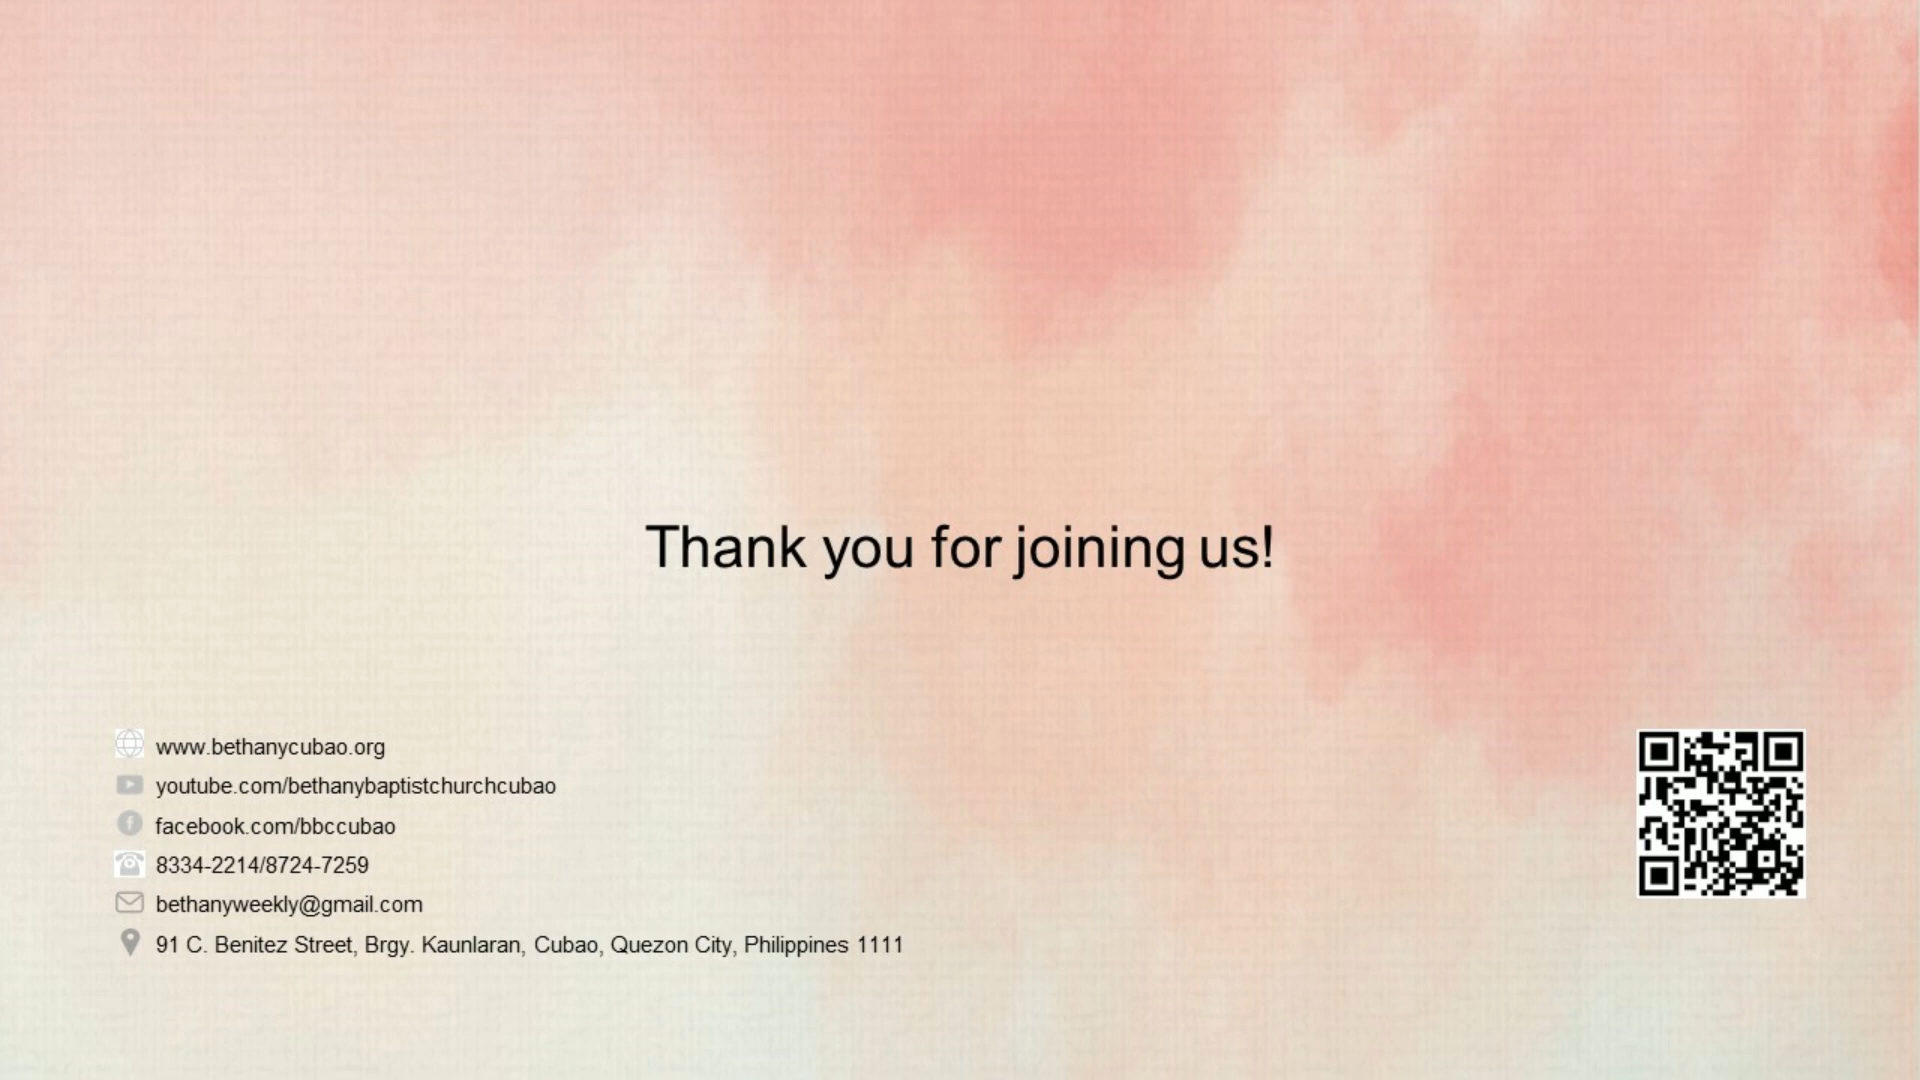 Thank you for joining us!
www.bethanycubao.org
youtube.com/bethanybaptistchurchcubao
facebook.com/bbccubao
8334-2214/8724-7259
bethanyweekly@gmail.com
91 C. Benitez Street, Brgy. Kaunlaran, Cubao, Quezon City, Philippines 1111